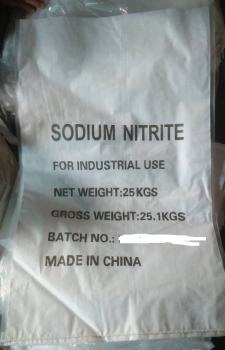 SODIUM NITRITE
FOR INDUSTRIAL USE
NET WEIGHT:25KGS
GROSS WEIGHT:25.1KGS
BATCH NO.:
MADE IN CHINA